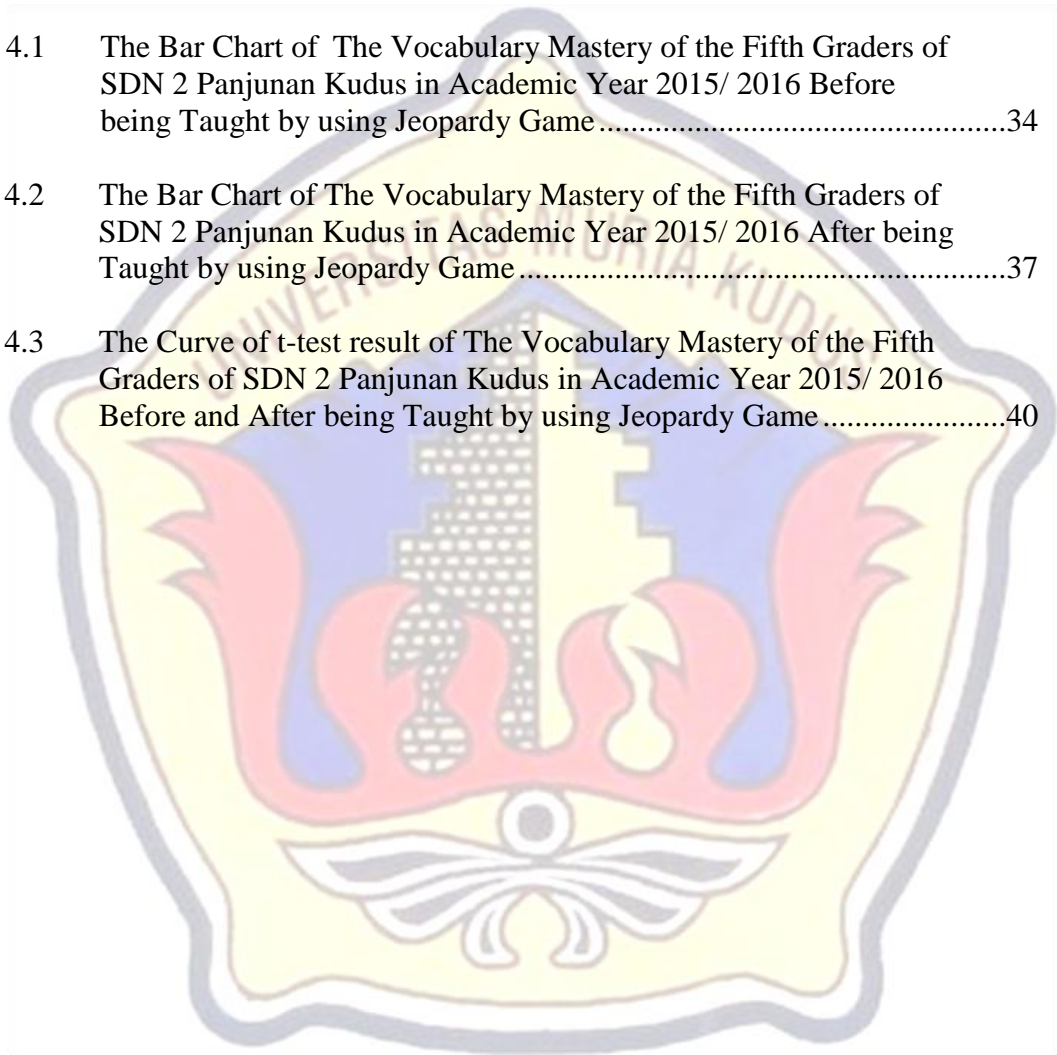 4.1 The Bar Chart of The Vocabulary Mastery of the Fifth Graders of
SDN 2 Panjunan Kudus in Academic Year 2015/ 2016 Before
being Taught by using Jeopardy Game...................................................34
4.2 The Bar Chart of The Vocabulary Mastery of the Fifth Graders of
SDN 2 Panjunan Kudus in Academic Year 2015/ 2016 After being
Taught by using Jeopardy Game.............................................................37
4.3 The Curve of t-test result of The Vocabulary Mastery of the Fifth
Graders of SDN 2 Panjunan Kudus in Academic Year 2015/ 2016
Before and After being Taught by using Jeopardy Game.......................40
UNIVERSITAS MURIA KUDUS